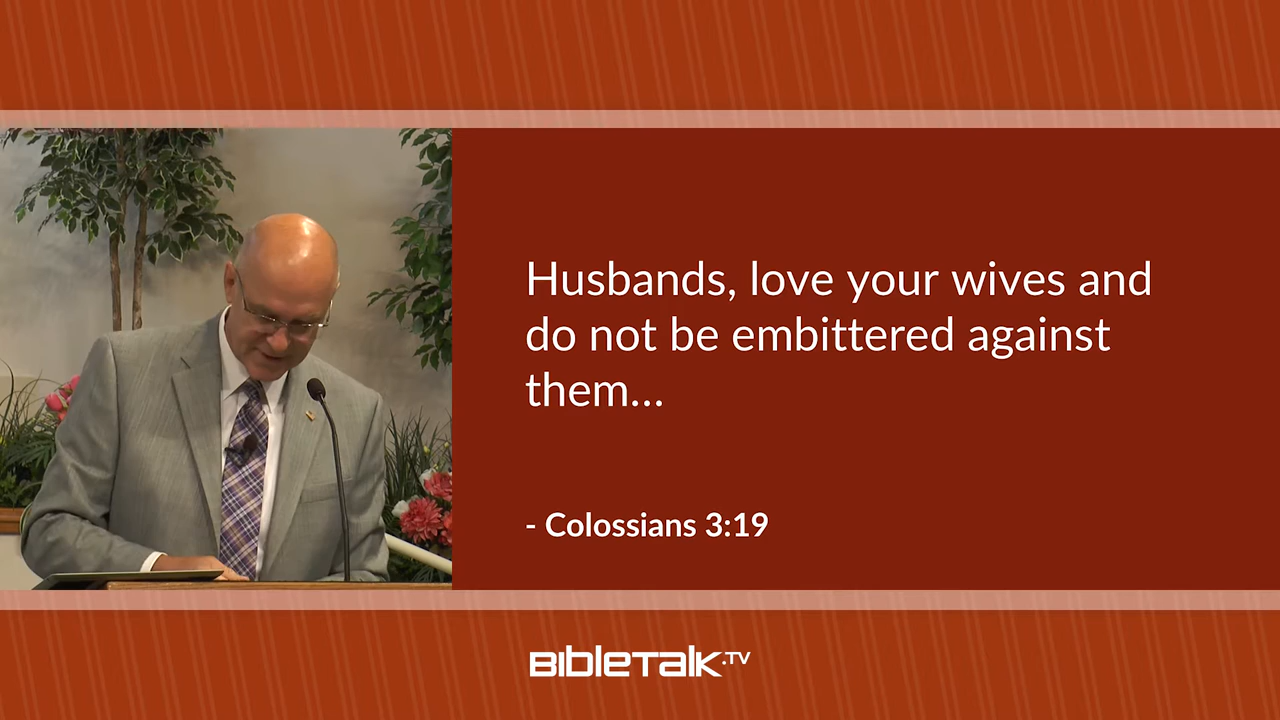 Husbands, love your wives and
do not be embittered against
them...
- Colossians 3:19
BIBLETALK.TV